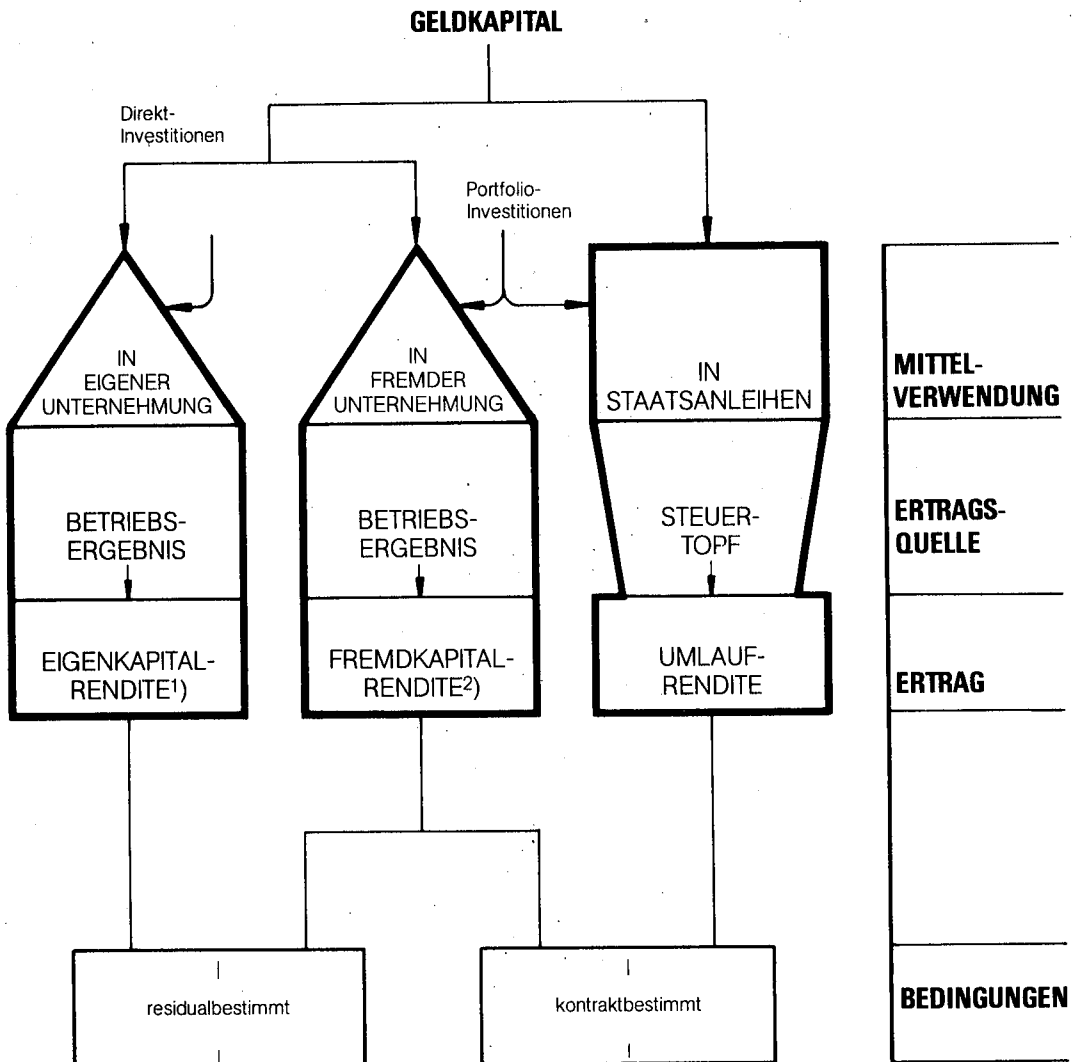 GELDKAPITAL
Direkt-
Investitionen
Portfolio-
Investitionen
IN
EIGENER
UNTERNEHMUNG
IN
FREMDER
UNTERNEHMUNG
IN
STAATSANLEIHEN
MITTEL-
VERWENDUNG
BETRIEBS-
ERGEBNIS
BETRIEBS-
ERGEBNIS
STEUER-
TOPF
ERTRAGS-
QUELLE
EIGENKAPITAL-
RENDITE¹)
FREMDKAPITAL-
RENDITE²)
UMLAUF-
RENDITE
ERTRAG
residualbestimmt
kontraktbestimmt
BEDINGUNGEN